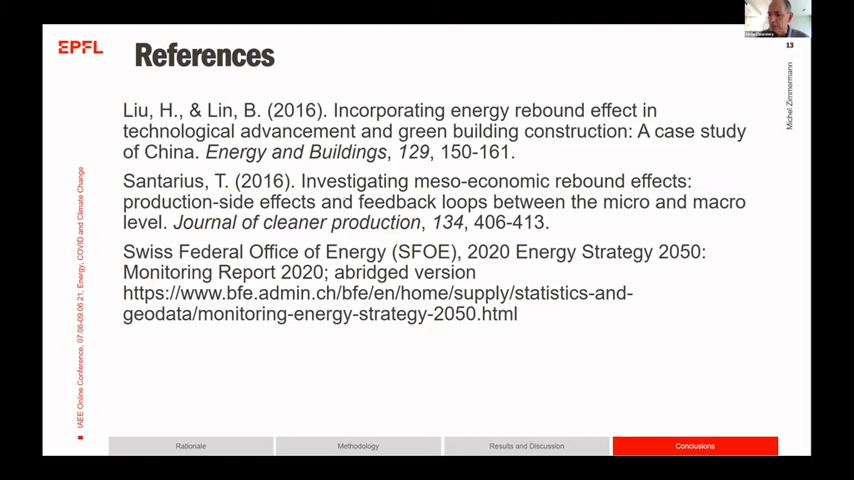 EPFL
References
13
Michel Zimmermann
Liu, H., & Lin, B. (2016). Incorporating energy rebound effect in
technological advancement and green building construction: A case study
of China. Energy and Buildings, 129, 150-161.
Santarius, T. (2016). Investigating meso-economic rebound effects:
production-side effects and feedback loops between the micro and macro
level. Journal of cleaner production, 134, 406-413.
Swiss Federal Office of Energy (SFOE), 2020 Energy Strategy 2050:
Monitoring Report 2020; abridged version
https://www.bfe.admin.ch/bfe/en/home/supply/statistics-and-
geodata/monitoring-energy-strategy-2050.html
IAEE Online Conference, 07.06-09.06 21, Energy, COVID and Climate Change
Rationale
Methodology
Results and Discussion
Conclusions